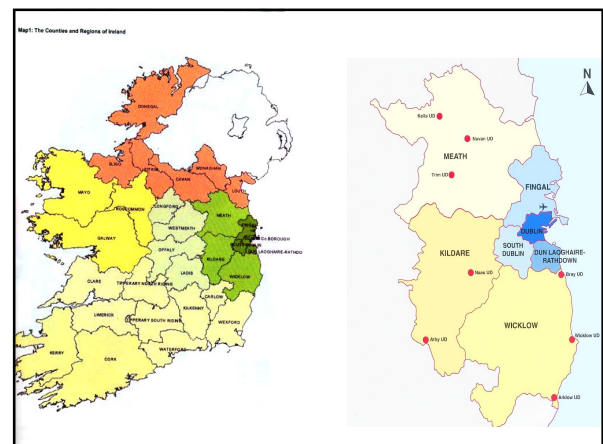 Map1: The Counties and Regions of Ireland
DONEGAL
SLIGO
LEITRIM
CAVAN
MONAGHAN
LOUTH
MAYO
ROSCOMMON
LONGFORD
MEATH
WESTMEATH
GALWAY
OFFALY
KILDARE
DUN LAOGHAIRE-RATHDO
LAOIS
WICKLOW
CLARE
TIPPERARY NORTH RIDING
CARLOW
LIMERICK
TIPPERARY SOUTH RIDING
KILKENNY
WEXFORD
WATERFORD
KERRY
CORK
N
Kells UD
Navan UD
MEATH
Trim UD
FINGAL
DUBLIN
SOUTH
DUBLIN
DUN LAOGHAIRE-
RATHDOWN
KILDARE
Naas UD
Bray UD
WICKLOW
Athy UD
Wicklow UD
Arklow UD